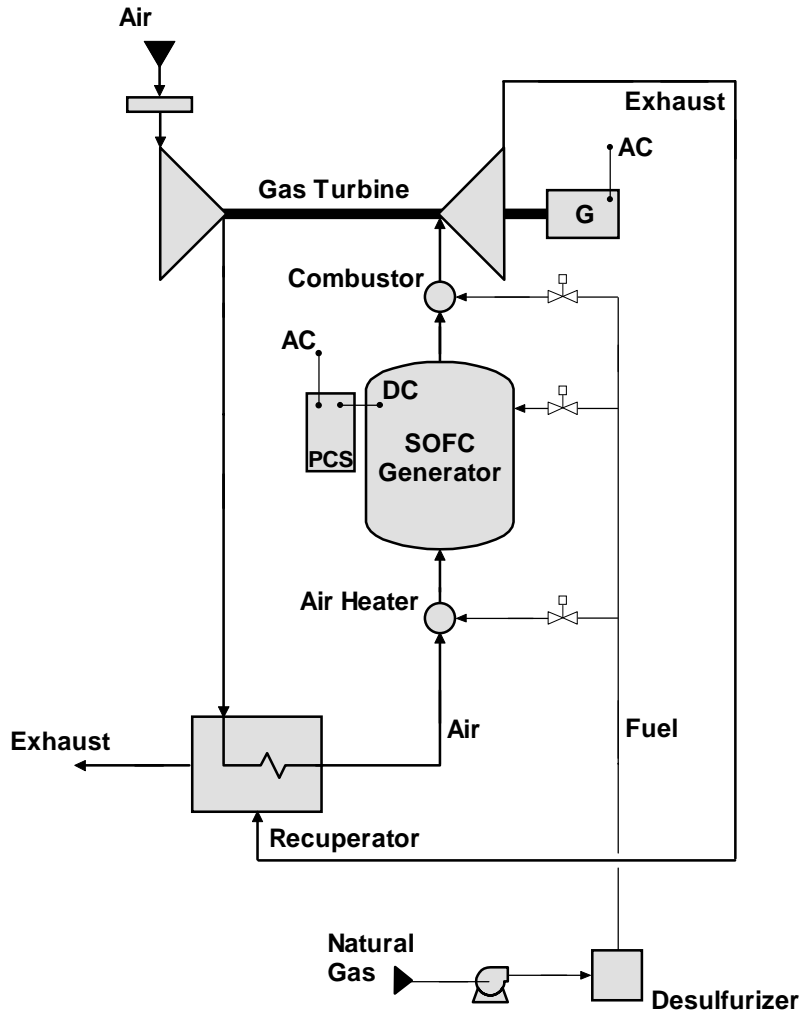 Air
Exhaust
AC
Gas Turbine
G
Combustor
AC
DC
PCS
SOFC
Generator
Air Heater
Air
Fuel
Exhaust
Recuperator
Natural
Gas
Desulfurizer